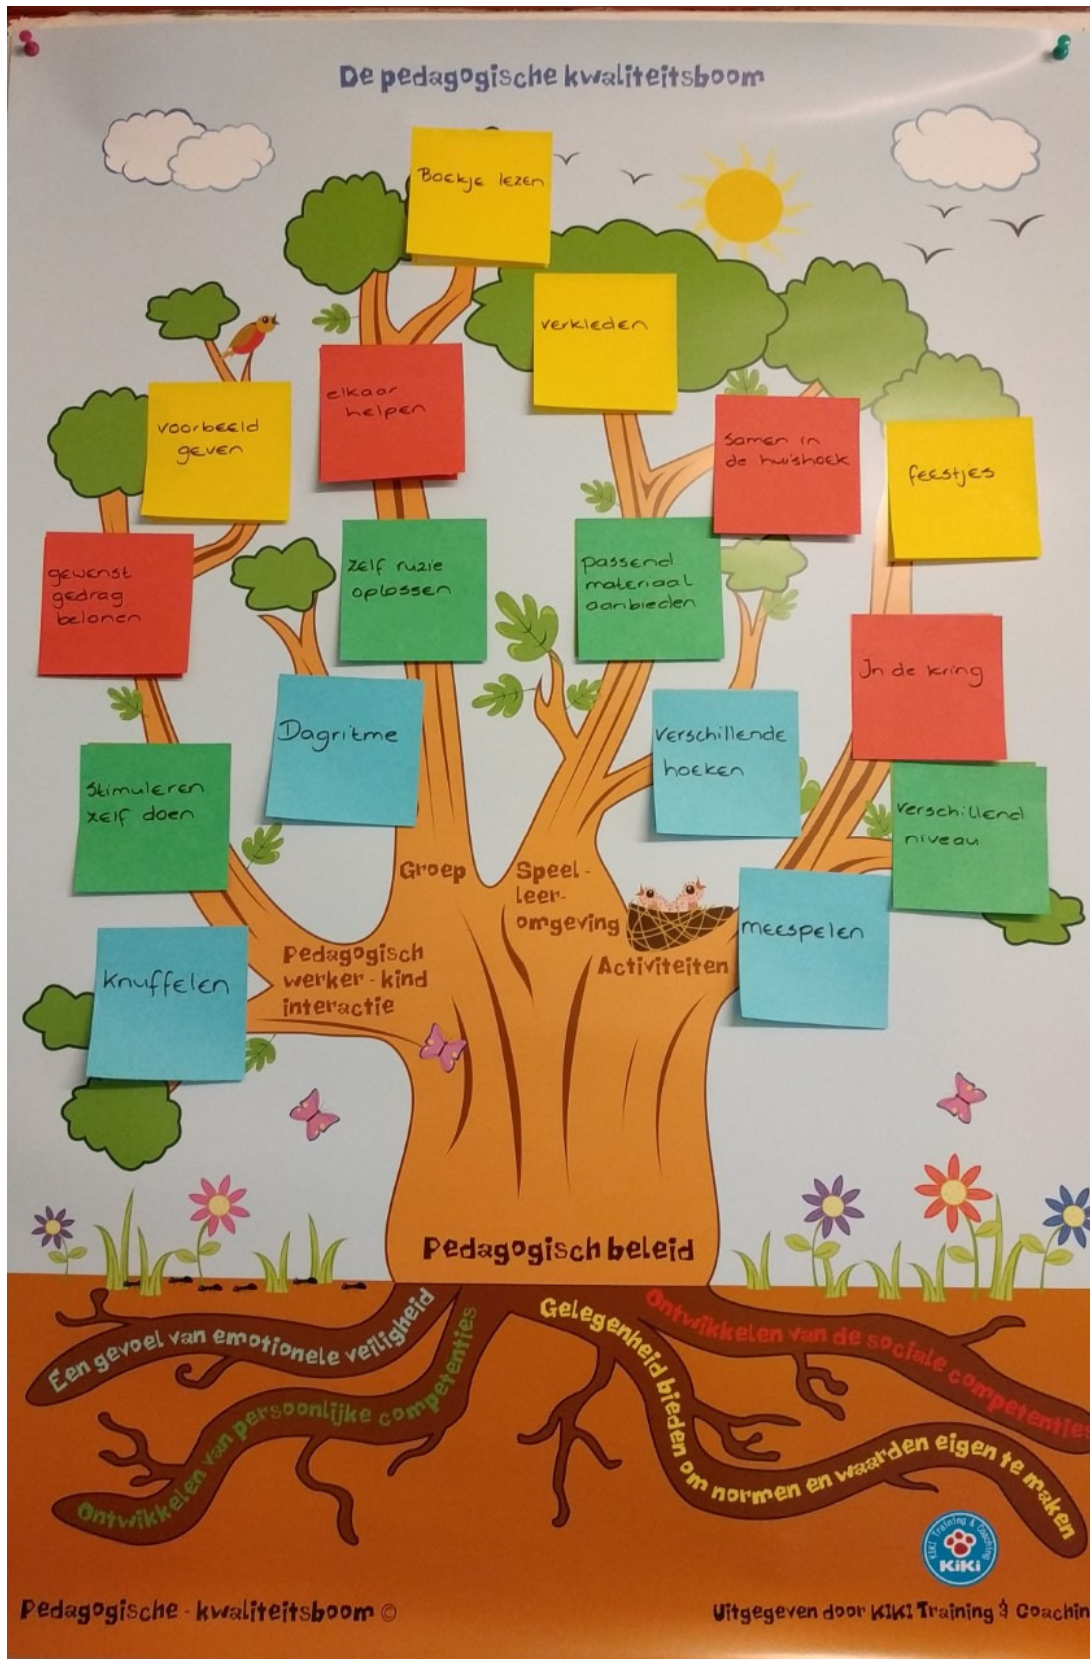 De pedagogische kwaliteitsboom
Boekje lezen
verkleden
elkaar
helpen
voorbeeld
geven
samen in
de huishoek
feestjes
gewenst
gedrag
belonen
zelf ruzie
oplossen
passend
materiaal
aanbieden
In de kring
Dagritme
verschillende
hoeken
Stimuleren
zelf doen
verschillend
niveau
Groep
Speel-
leer-
omgeving
meespelen
Pedagogisch
werker-kind
interactie
Activiteiten
Knuffelen
Pedagogisch beleid
Een gevoel van emotionele veiligheid
Ontwikkelen van persoonlijke competenties
Gelegenheid bieden om normen en waarden eigen te maken
Ontwikkelen van de sociale competenties
KIKI Training & Coaching
KiKi
Pedagogische - kwaliteitsboom ©
Uitgegeven door KIKI Training & Coachin